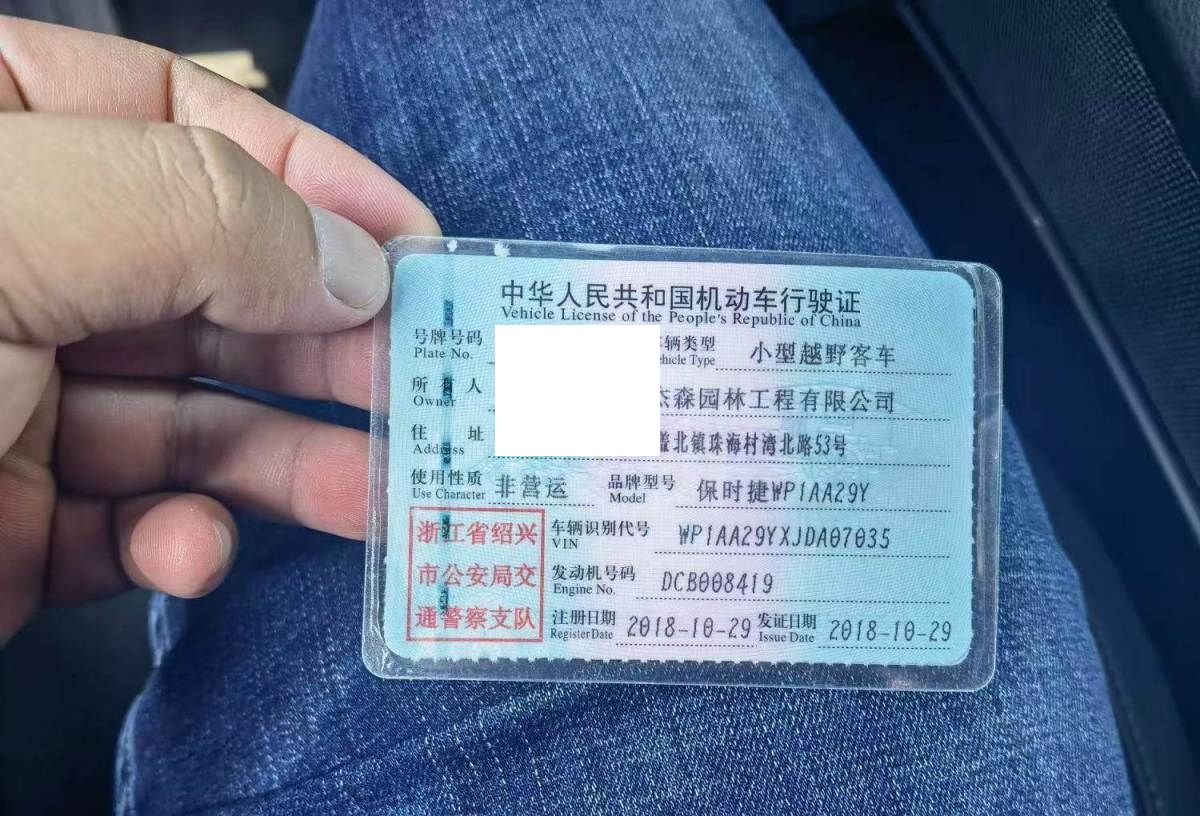 中华人民共和国机动车行驶证
Vehicle License of the People's Republic of China
号牌号码 车辆类型 小型越野客车
Plate No. ehicle Type
所有人 杰森园林工程有限公司
Owner
住址 盖北镇珠海村湾北路53号
Address
使用性质 非营运 品牌型号 保时捷WP1AA29Y
Use Character Model
浙江省绍兴
市公安局交
通警察支队
车辆识别代号 WP1AA29YXJDA07035
VIN
发动机号码 DCB008419
Engine No.
注册日期 2018-10-29 发证日期 2018-10-29
Register Date Issue Date